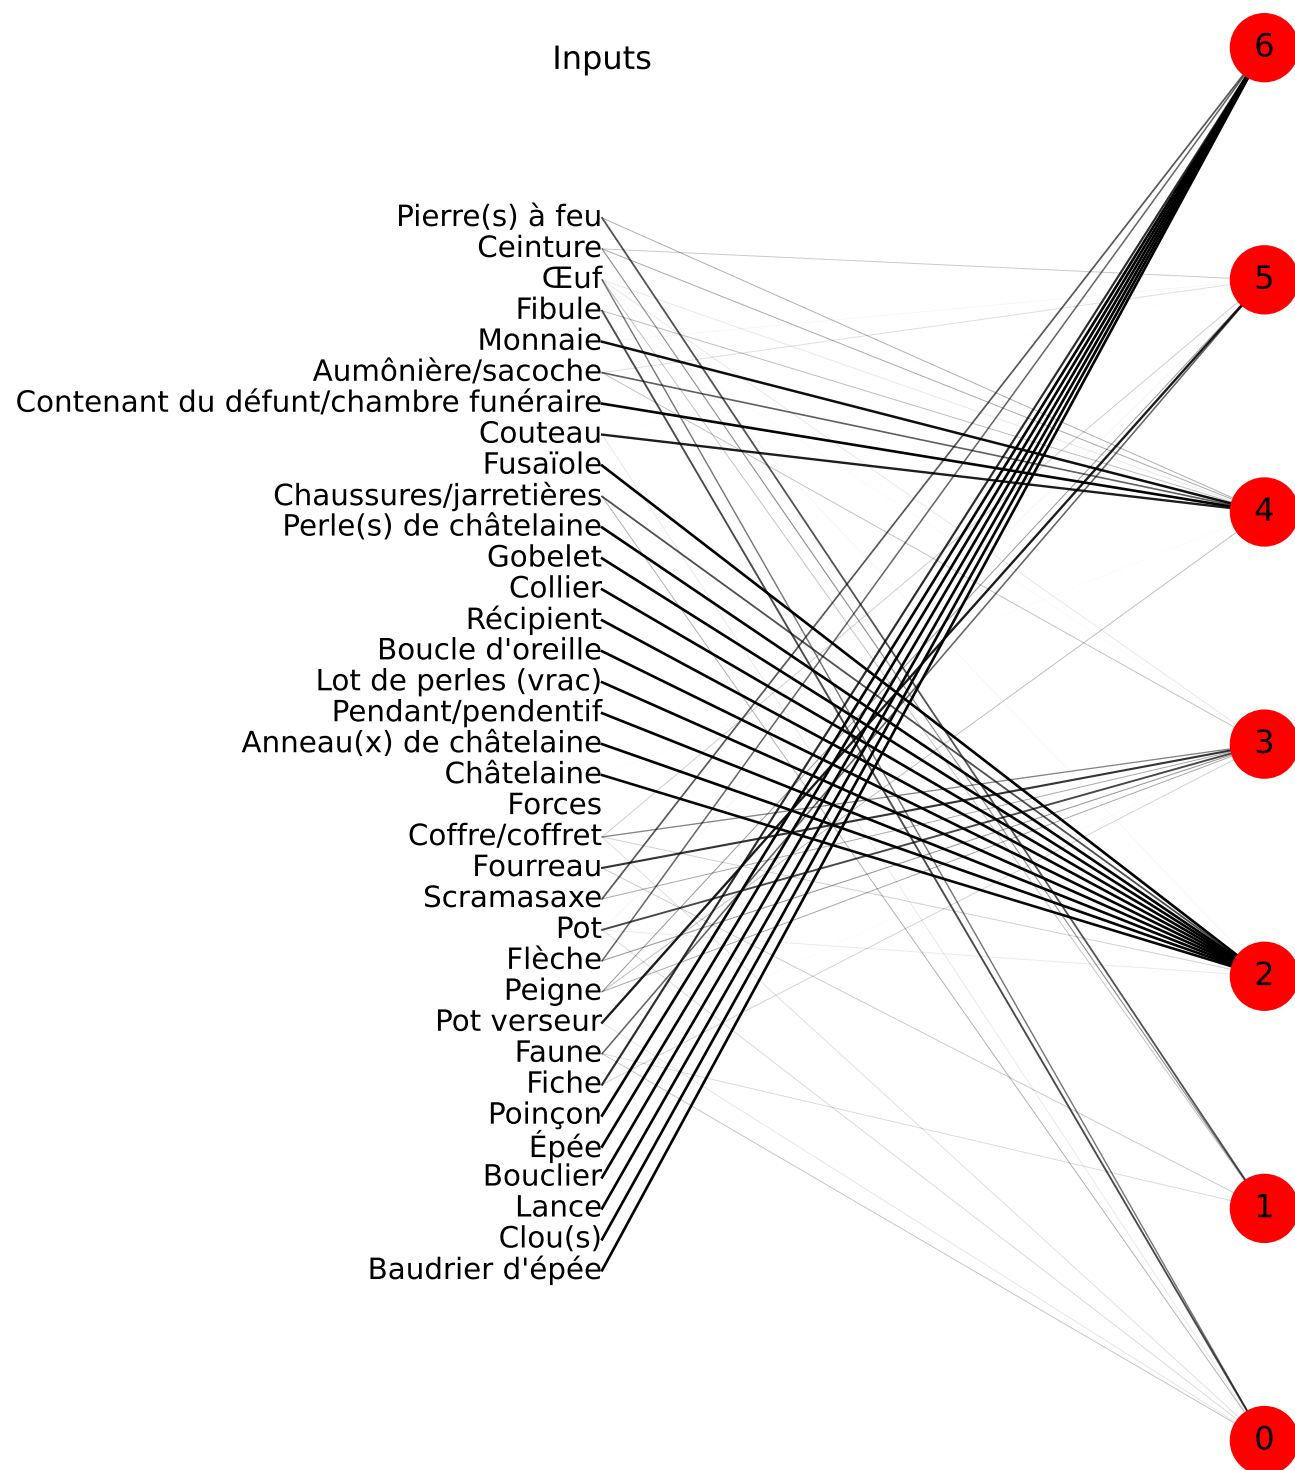 Inputs
Pierre(s) à feu
Ceinture
Œuf
Fibule
Monnaie
Aumônière/sacoche
Contenant du défunt/chambre funéraire
Couteau
Fusaïole
Chaussures/jarretières
Perle(s) de châtelaine
Gobelet
Collier
Récipient
Boucle d'oreille
Lot de perles (vrac)
Pendant/pendentif
Anneau(x) de châtelaine
Châtelaine
Forces
Coffre/coffret
Fourreau
Scramasaxe
Pot
Flèche
Peigne
Pot verseur
Faune
Fiche
Poinçon
Épée
Bouclier
Lance
Clou(s)
Baudrier d'épée
6
5
4
3
2
1
0